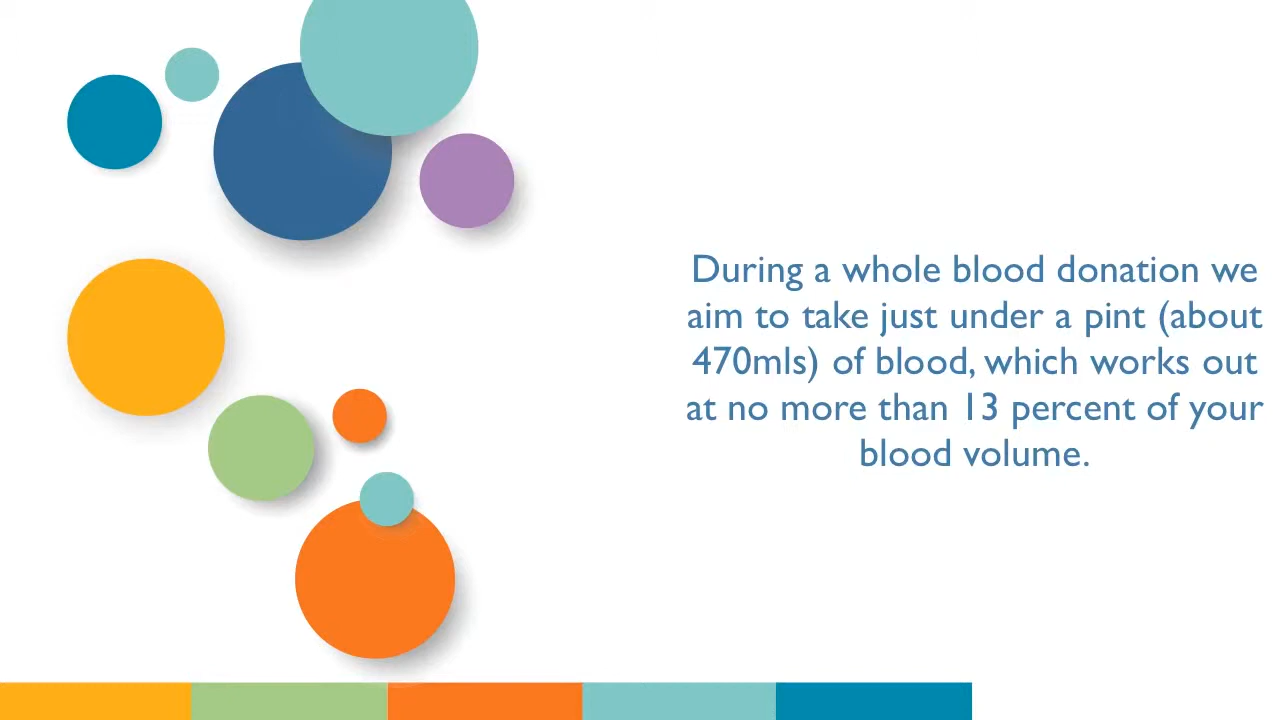 During a whole blood donation we
aim to take just under a pint (about
470mls) of blood, which works out
at no more than 13 percent of your
blood volume.